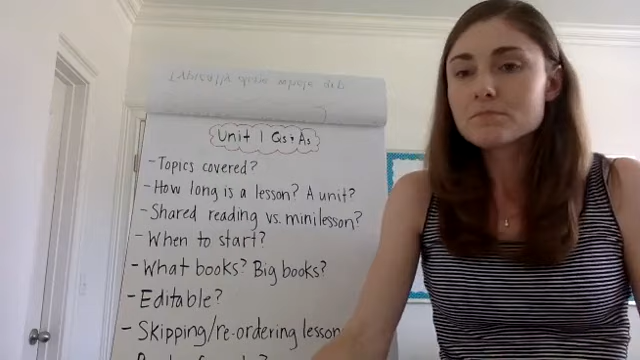 Unit 1 Qs + As
- Topics covered?
- How long is a lesson? A unit?
- Shared reading vs. minilesson?
- When to start?
- What books? Big books?
- Editable?
- Skipping/re-ordering lesson